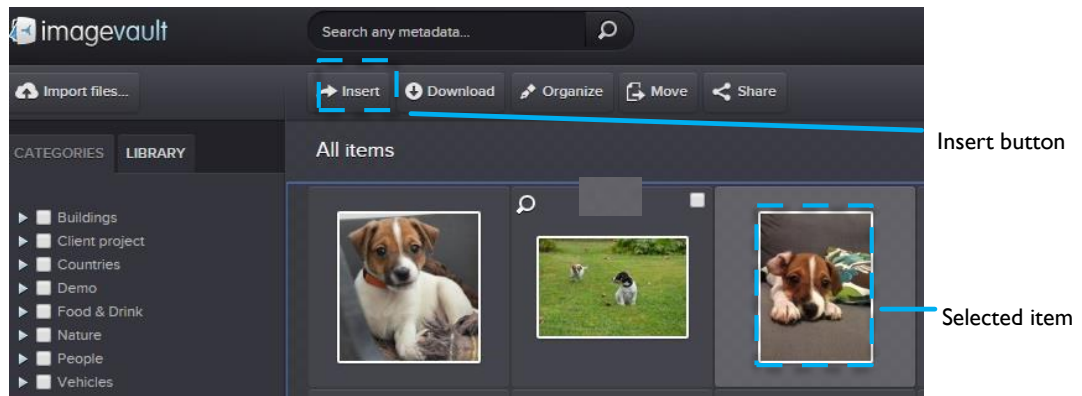 imagevault
Search any metadata...
Import files...
Insert
Download
Organize
Move
Share
Insert button
CATEGORIES
LIBRARY
All items
Buildings
Client project
Countries
Demo
Food & Drink
Nature
People
Vehicles
Selected item